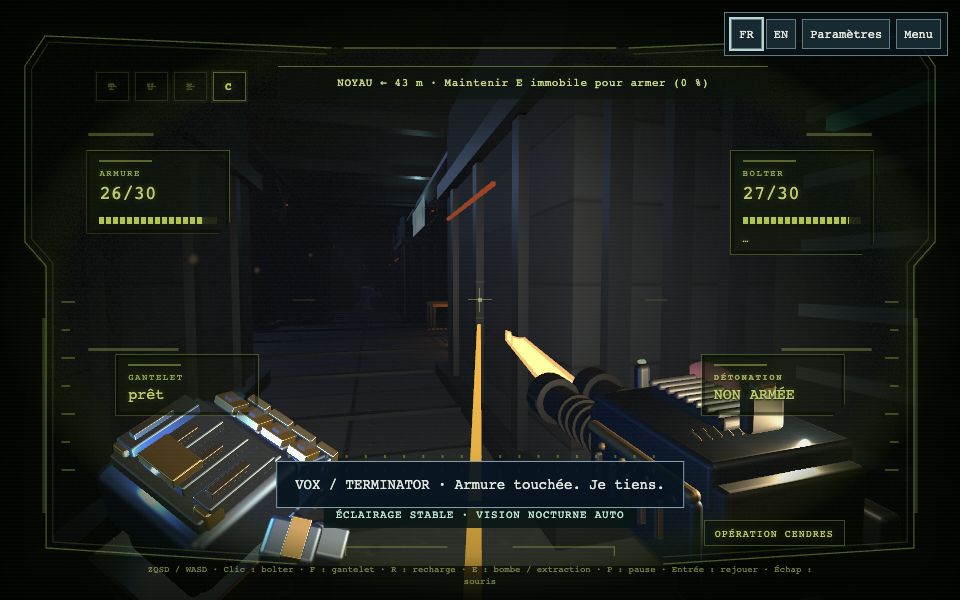 FR EN Paramètres Menu
C
NOYAU ← 43 m · Maintenir E immobile pour armer (0 %)
ARMURE
26/30
BOLTER
27/30
…
GANTELET
prêt
DÉTONATION
NON ARMÉE
VOX / TERMINATOR · Armure touchée. Je tiens.
ÉCLAIRAGE STABLE · VISION NOCTURNE AUTO
OPÉRATION CENDRES
ZQSD / WASD · Clic : bolter · F : gantelet · R : recharge · E : bombe / extraction · P : pause · Entrée : rejouer · Échap :
souris